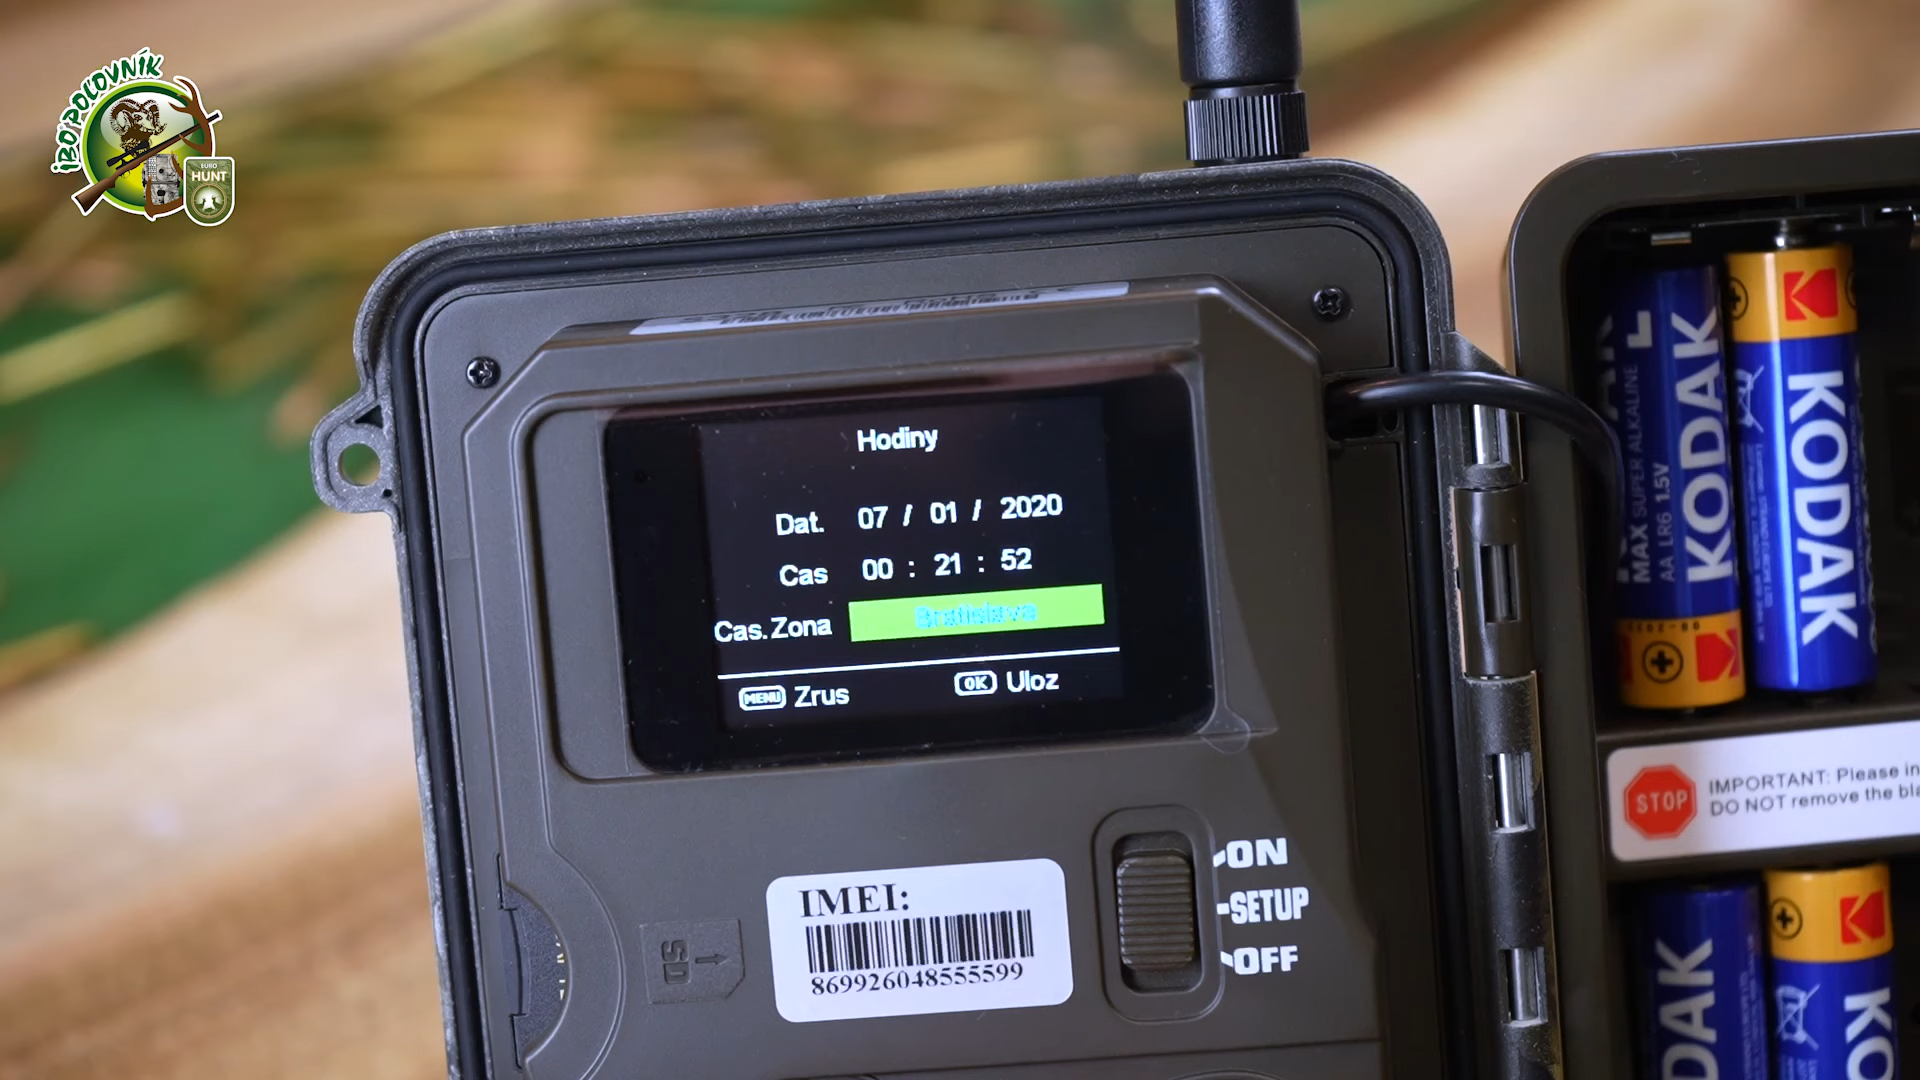 ÍBO POĽOVNÍK
EURO
HUNT
Hodiny
Dat. 07 / 01 / 2020
Cas 00 : 21 : 52
Cas.Zona Bratislava
MENU Zrus
OK Uloz
ON
SETUP
OFF
IMEI:
869926048555599
SD
MAX SUPER ALKALINE
AA LR6 1.5V
KODAK
KODAK
STOP
IMPORTANT: Please in
DO NOT remove the bla
DAK
KO